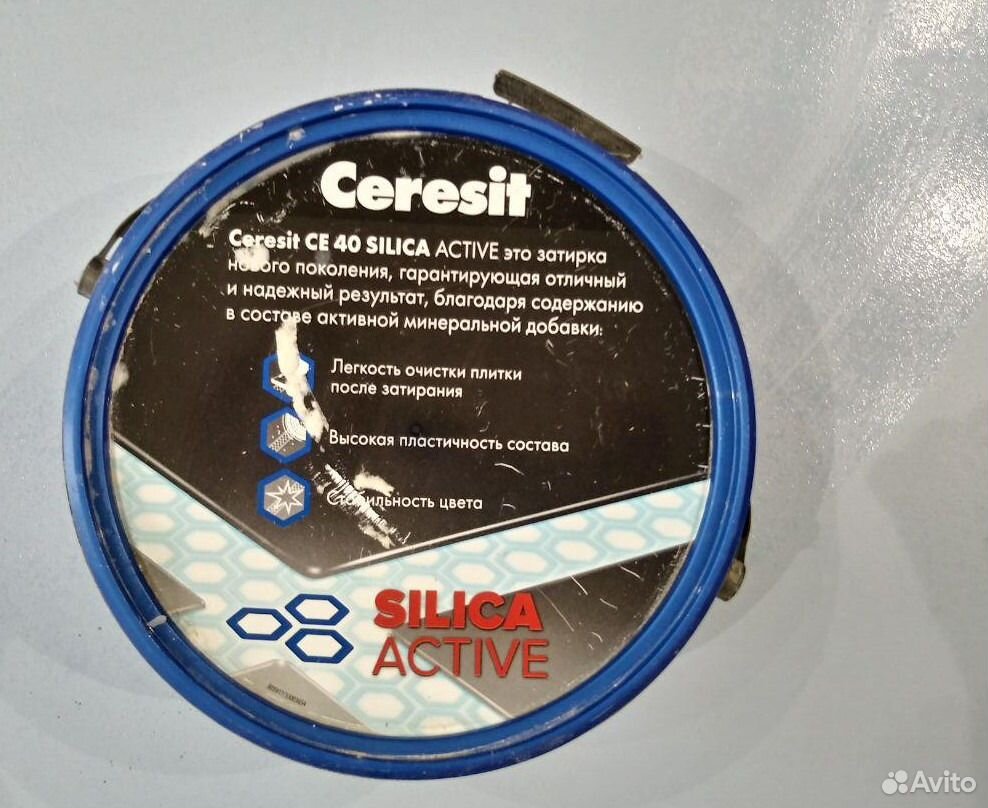 Ceresit
Ceresit CE 40 SILICA ACTIVE это затирка
нового поколения, гарантирующая отличный
и надежный результат, благодаря содержанию
в составе активной минеральной добавки:
Легкость очистки плитки
после затирания
Высокая пластичность состава
Стабильность цвета
SILICA
ACTIVE
Avito